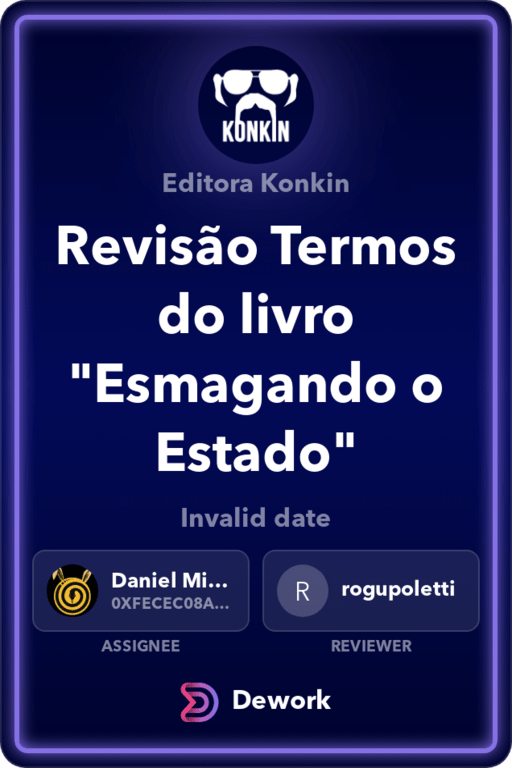 KONKIN
Editora Konkin
Revisão Termos
do livro
"Esmagando o
Estado"
Invalid date
Daniel Mi...
0XFECEC08A...
R
rogupoletti
ASSIGNEE
REVIEWER
Dework